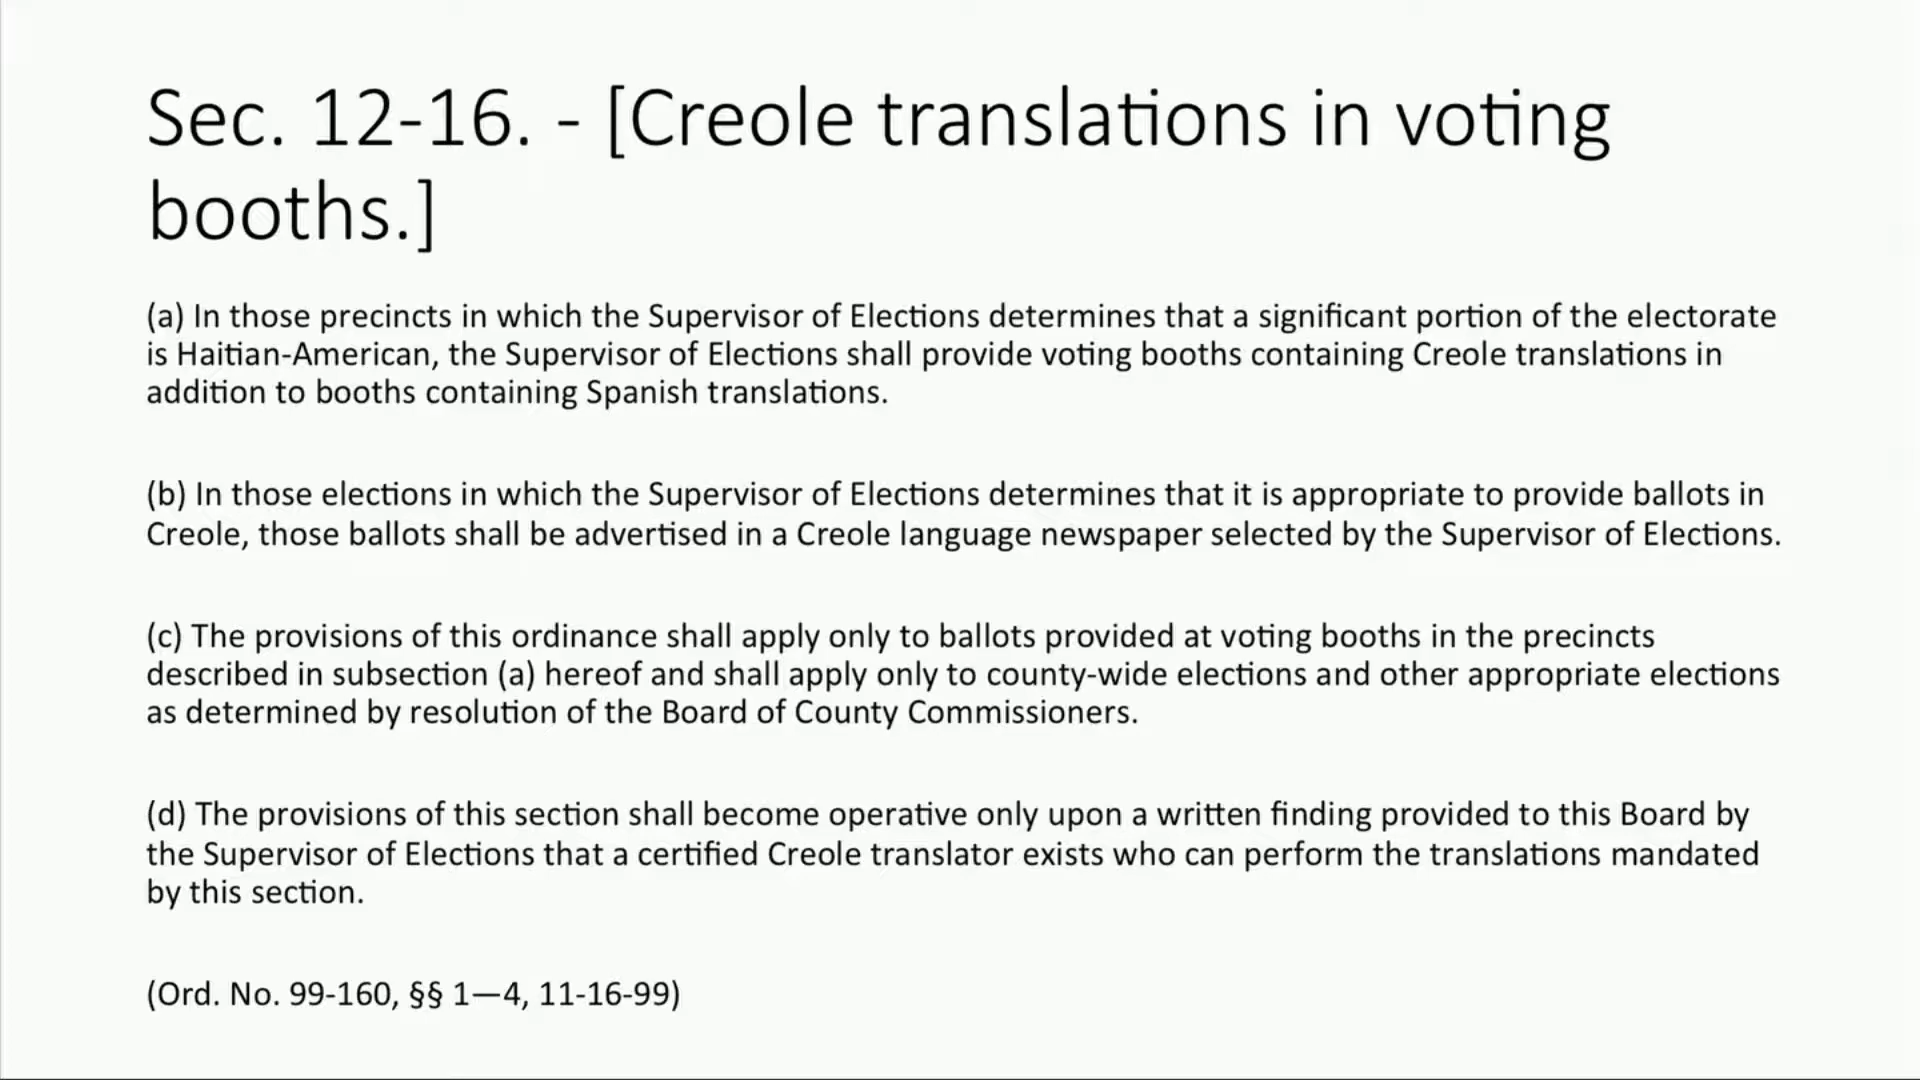 Sec. 12-16. - [Creole translations in voting
booths.]
(a) In those precincts in which the Supervisor of Elections determines that a significant portion of the electorate
is Haitian-American, the Supervisor of Elections shall provide voting booths containing Creole translations in
addition to booths containing Spanish translations.
(b) In those elections in which the Supervisor of Elections determines that it is appropriate to provide ballots in
Creole, those ballots shall be advertised in a Creole language newspaper selected by the Supervisor of Elections.
(c) The provisions of this ordinance shall apply only to ballots provided at voting booths in the precincts
described in subsection (a) hereof and shall apply only to county-wide elections and other appropriate elections
as determined by resolution of the Board of County Commissioners.
(d) The provisions of this section shall become operative only upon a written finding provided to this Board by
the Supervisor of Elections that a certified Creole translator exists who can perform the translations mandated
by this section.
(Ord. No. 99-160, §§ 1—4, 11-16-99)